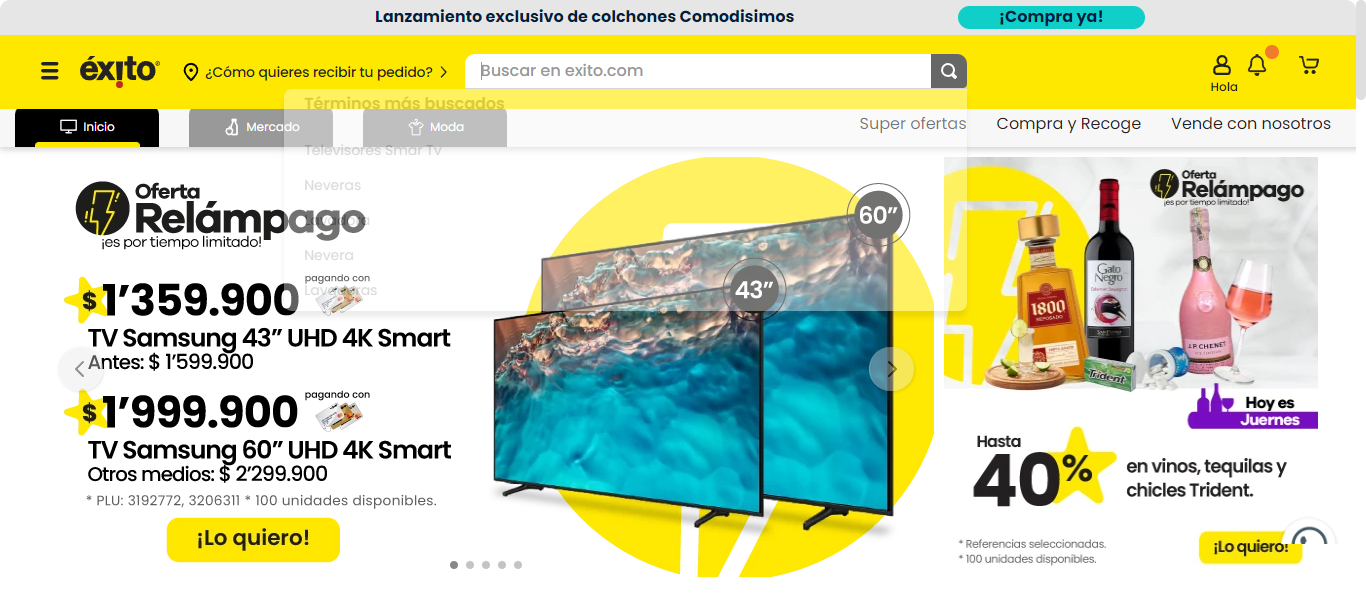 Lanzamiento exclusivo de colchones Comodisimos
¡Compra ya!
éxito
¿Cómo quieres recibir tu pedido?
Buscar en exito.com
Hola
Términos más buscados
Inicio
Mercado
Moda
Super ofertas
Compra y Recoge
Vende con nosotros
Televisores Smar Tv
Neveras
Lavadora
Nevera
Lavadoras
Oferta
Relámpago
¡es por tiempo limitado!
$1’359.900
pagando con
TV Samsung 43” UHD 4K Smart
Antes: $ 1’599.900
$1’999.900
pagando con
TV Samsung 60” UHD 4K Smart
Otros medios: $ 2’299.900
* PLU: 3192772, 3206311 * 100 unidades disponibles.
¡Lo quiero!
60”
43”
Oferta
Relámpago
¡es por tiempo limitado!
1800
REPOSADO
Gato
Negro
Cabernet Sauvignon
J.P. CHENET
Trident
Hoy es
Juernes
Hasta
40%
en vinos, tequilas y
chicles Trident.
* Referencias seleccionadas.
* 100 unidades disponibles.
¡Lo quiero!